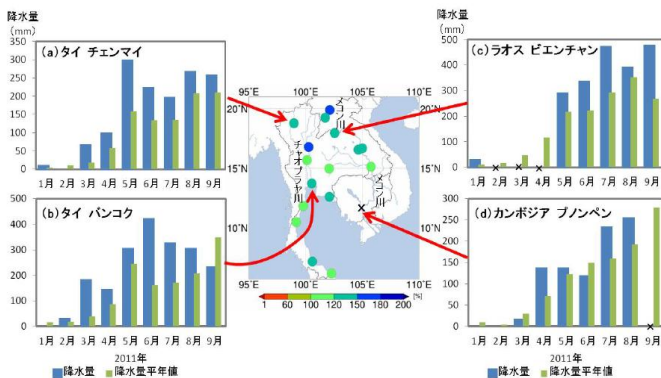 降水量
(mm)
(a)タイ チェンマイ
350
300
250
200
150
100
50
0
1月 2月 3月 4月 5月 6月 7月 8月 9月
(b)タイ バンコク
500
400
300
200
100
0
1月 2月 3月 4月 5月 6月 7月 8月 9月
2011年
降水量 降水量平年値
95°E 100°E 105°E 110°E
20°N 20°N
15°N 15°N
10°N 10°N
メコン川
チャオプラヤ川
メコン川
95°E 100°E 105°E 110°E
1 60 100 120 150 180 200 [%]
降水量
(mm)
(c)ラオス ビエンチャン
500
400
300
200
100
0
1月 2月 3月 4月 5月 6月 7月 8月 9月
(d)カンボジア プノンペン
300
250
200
150
100
50
0
1月 2月 3月 4月 5月 6月 7月 8月 9月
2011年
降水量 降水量平年値